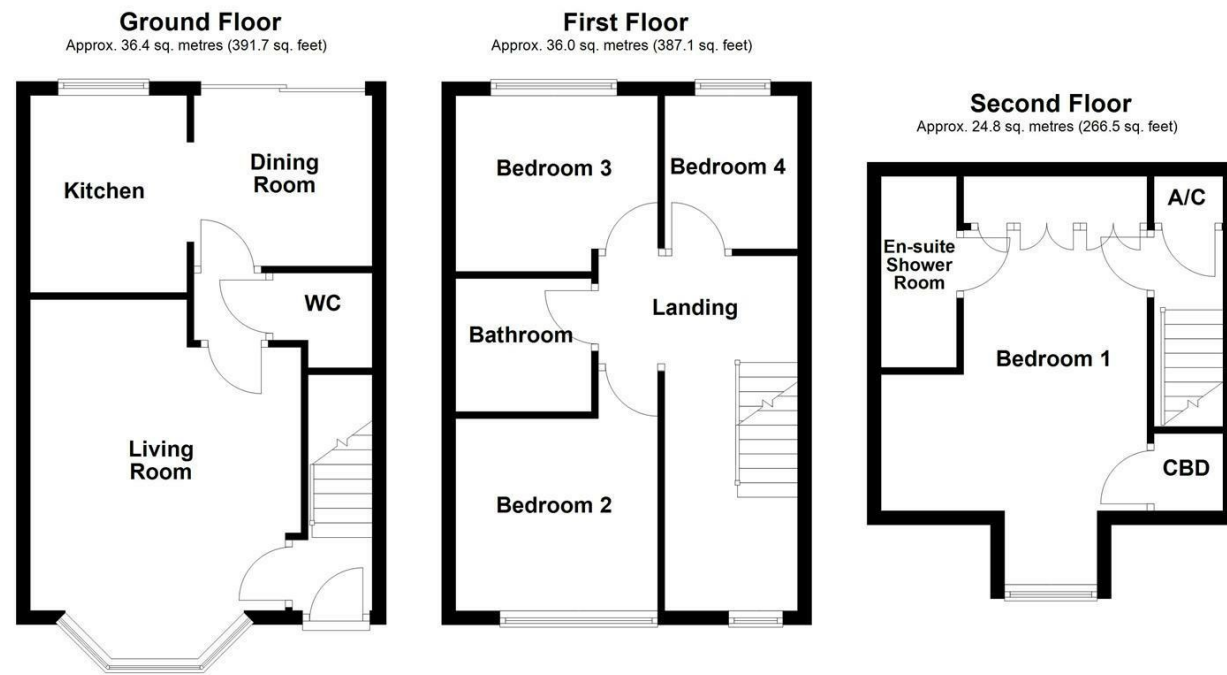 Ground Floor
Approx. 36.4 sq. metres (391.7 sq. feet)
Kitchen
Dining
Room
WC
Living
Room
First Floor
Approx. 36.0 sq. metres (387.1 sq. feet)
Bedroom 3
Bedroom 4
Bathroom
Landing
Bedroom 2
Second Floor
Approx. 24.8 sq. metres (266.5 sq. feet)
A/C
En-suite
Shower
Room
Bedroom 1
CBD